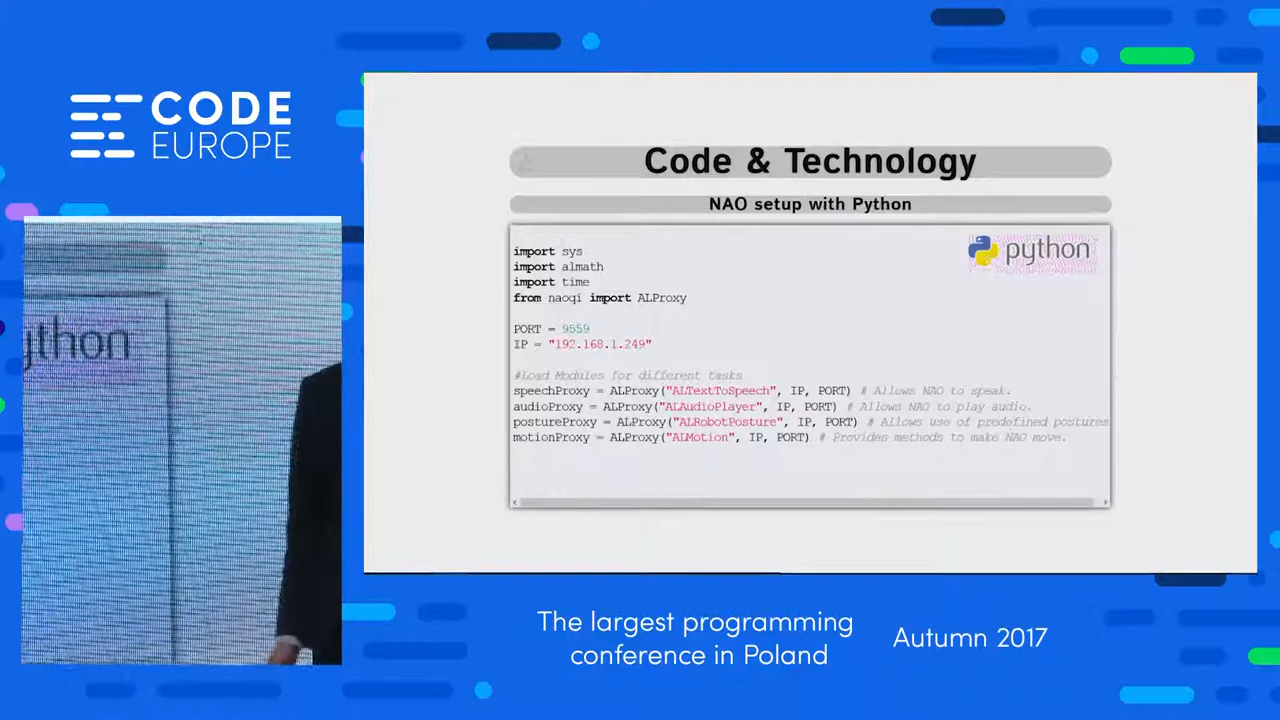 CODE
EUROPE
Code & Technology
NAO setup with Python
python
import sys
import almath
import time
from naoqi import ALProxy
PORT = 9559
IP = "192.168.1.249"
#Load Modules for different tasks
speechProxy = ALProxy("ALTextToSpeech", IP, PORT) # Allows NAO to speak.
audioProxy = ALProxy("ALAudioPlayer", IP, PORT) # Allows NAO to play audio.
postureProxy = ALProxy("ALRobotPosture", IP, PORT) # Allows use of predefined postures
motionProxy = ALProxy("ALMotion", IP, PORT) # Provides methods to make NAO move.
ython
The largest programming
conference in Poland
Autumn 2017